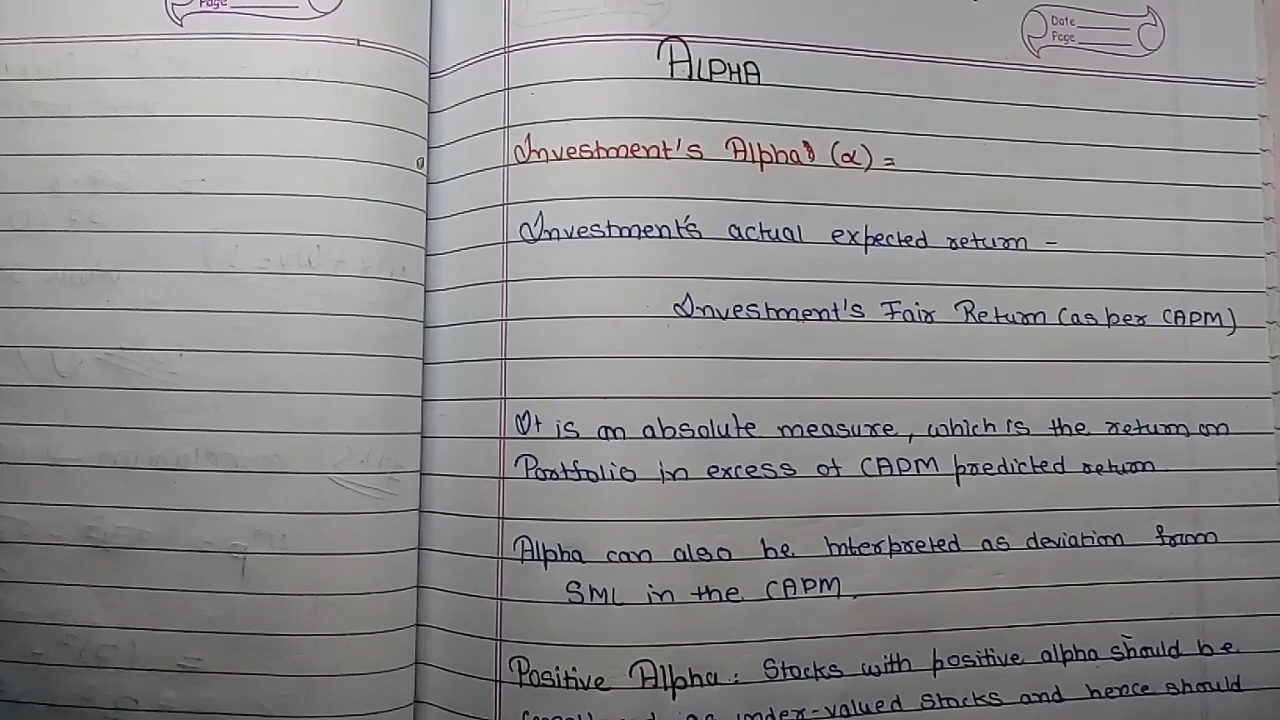 Page
Date
Page
ALPHA
Investment's Alpha (α) =
Investment's actual expected return -
Investment's Fair Return (as per CAPM)
It is an absolute measure, which is the return on
Portfolio in excess of CAPM predicted return
Alpha can also be interpreted as deviation from
SML in the CAPM.
Positive Alpha: Stocks with positive alpha should be
under-valued stocks and hence should